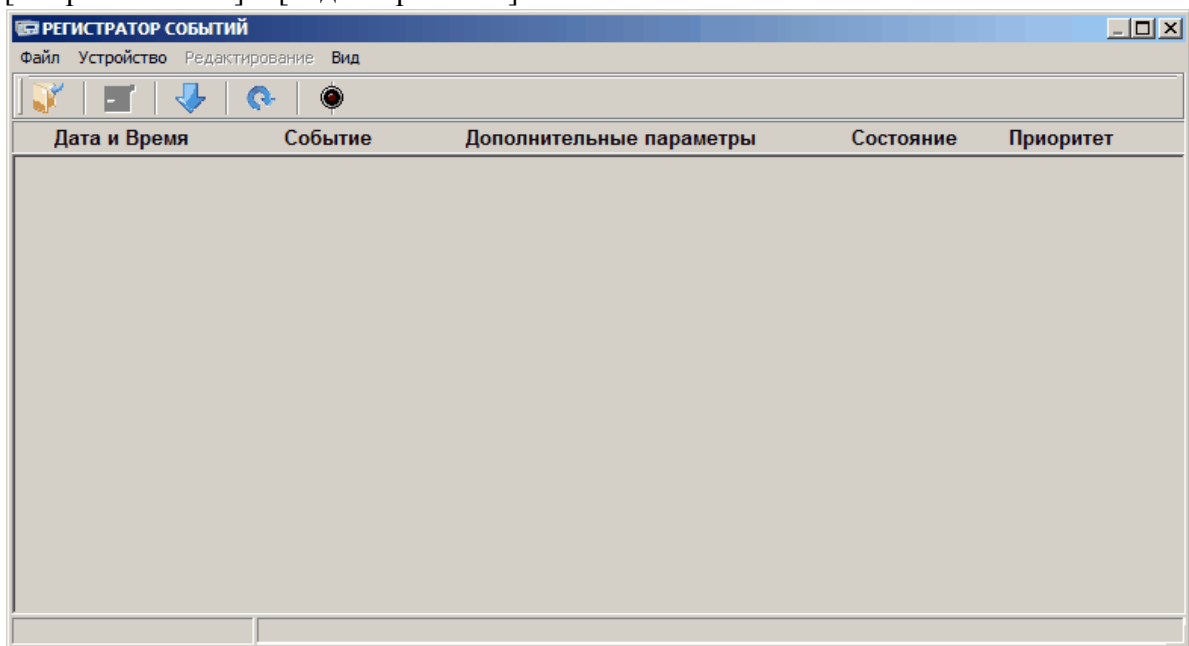 РЕГИСТРАТОР СОБЫТИЙ
Файл Устройство Редактирование Вид
Дата и Время Событие Дополнительные параметры Состояние Приоритет